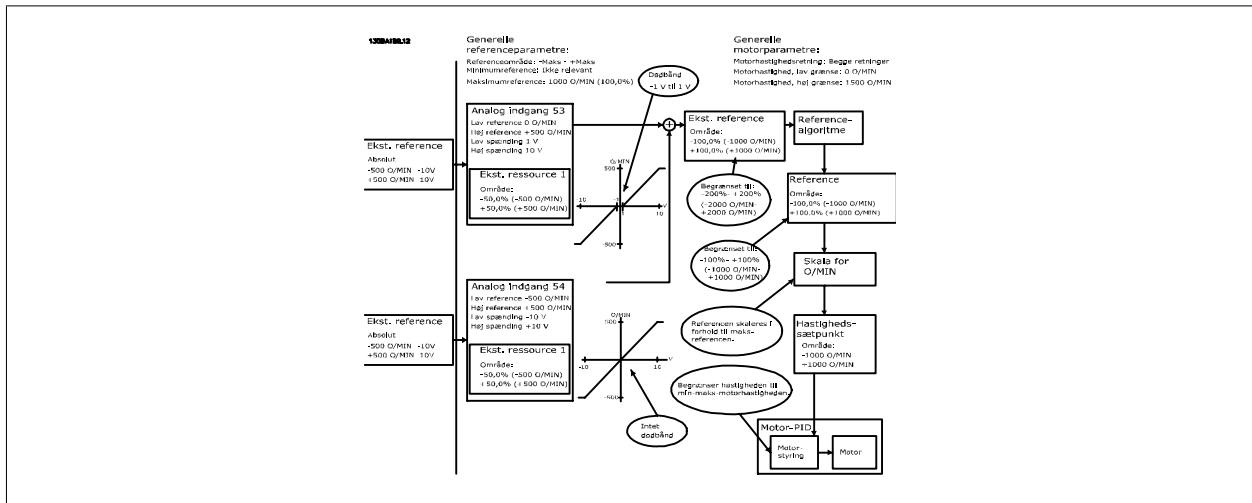 Generelle
referenceparametre:
Referenceområde: -Maks - +Maks
Minimumreference: Ikke relevant
Maksimumreference: 1000 O/MIN (100,0%)
Generelle
motorparametre:
Motorhastighedsretning: Begge retninger
Motorhastighed, lav grænse: 0 O/MIN
Motorhastighed, høj grænse: 1500 O/MIN
Dødbånd
-1 V til 1 V
Ekst. reference
Absolut
-500 O/MIN -10V
+500 O/MIN 10V
Analog indgang 53
Lav reference 0 O/MIN
Høj reference +500 O/MIN
Lav spænding 1 V
Høj spænding 10 V
Ekst. ressource 1
Område:
-50,0% (-500 O/MIN)
+50,0% (+500 O/MIN)
O/MIN
500
-10
-1
1
10
V
-500
Ekst. reference
Område:
-100,0% (-1000 O/MIN)
+100,0% (+1000 O/MIN)
Reference-
algoritme
Begrænset til:
-200%- +200%
(-2000 O/MIN-
+2000 O/MIN)
Reference
Område:
-100,0% (-1000 O/MIN)
+100,0% (+1000 O/MIN)
Begrænset til:
-100%- +100%
(-1000 O/MIN-
+1000 O/MIN)
Skala for
O/MIN
Ekst. reference
Absolut
-500 O/MIN -10V
+500 O/MIN 10V
Analog indgang 54
Lav reference -500 O/MIN
Høj reference +500 O/MIN
Lav spænding -10 V
Høj spænding +10 V
Ekst. ressource 1
Område:
-50,0% (-500 O/MIN)
+50,0% (+500 O/MIN)
O/MIN
500
-10
10
V
-500
Intet
dødbånd
Referencen skaleres i
forhold til maks-
referencen.
Hastigheds-
sætpunkt
Område:
-1000 O/MIN
+1000 O/MIN
Begrænser hastigheden til
min-maks-motorhastigheden.
Motor-PID
Motor-
styring
Motor